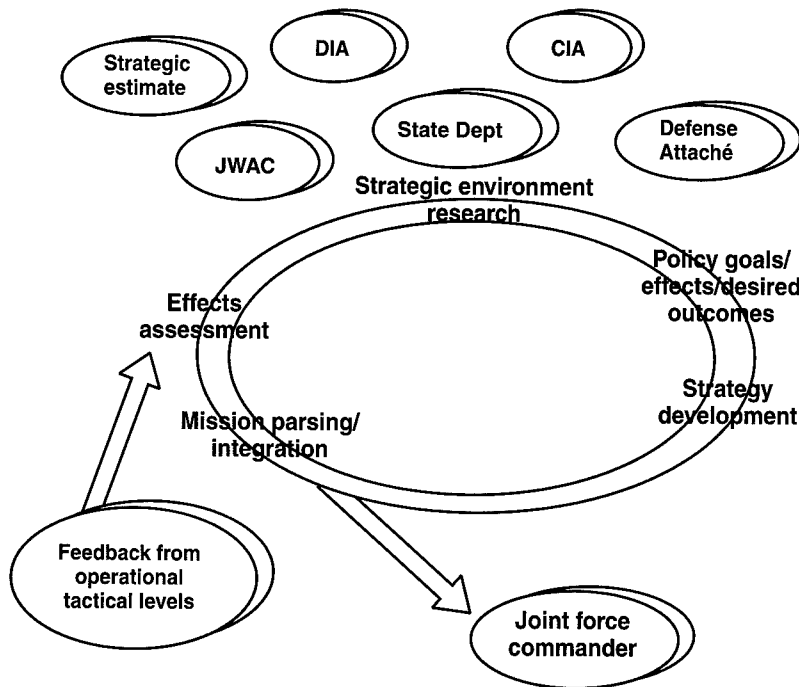 Strategic
estimate
DIA
CIA
JWAC
State Dept
Defense
Attaché
Strategic environment
research
Policy goals/
effects/desired
outcomes
Effects
assessment
Strategy
development
Mission parsing/
integration
Feedback from
operational
tactical levels
Joint force
commander